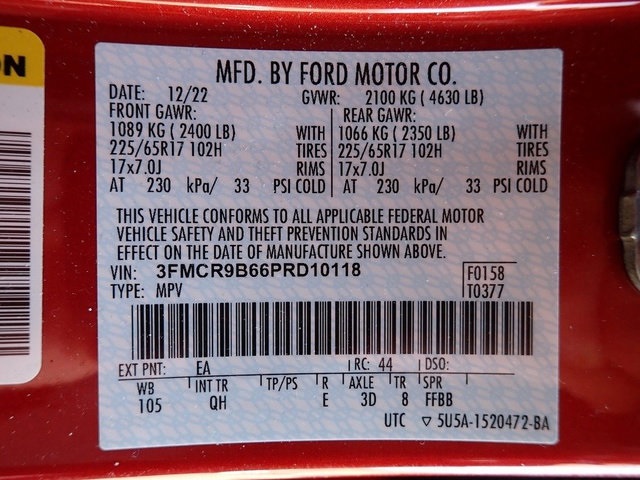 ON
MFD. BY FORD MOTOR CO.
DATE: 12/22 GVWR: 2100 KG ( 4630 LB)
FRONT GAWR: REAR GAWR:
1089 KG ( 2400 LB) WITH 1066 KG ( 2350 LB) WITH
225/65R17 102H TIRES 225/65R17 102H TIRES
17x7.0J RIMS 17x7.0J RIMS
AT 230 kPa/ 33 PSI COLD AT 230 kPa/ 33 PSI COLD
THIS VEHICLE CONFORMS TO ALL APPLICABLE FEDERAL MOTOR
VEHICLE SAFETY AND THEFT PREVENTION STANDARDS IN
EFFECT ON THE DATE OF MANUFACTURE SHOWN ABOVE.
VIN: 3FMCR9B66PRD10118 F0158
TYPE: MPV T0377
EXT PNT: EA RC: 44 DSO:
WB INT TR TP/PS R AXLE TR SPR
105 QH E 3D 8 FFBB
UTC ▽ 5U5A-1520472-BA